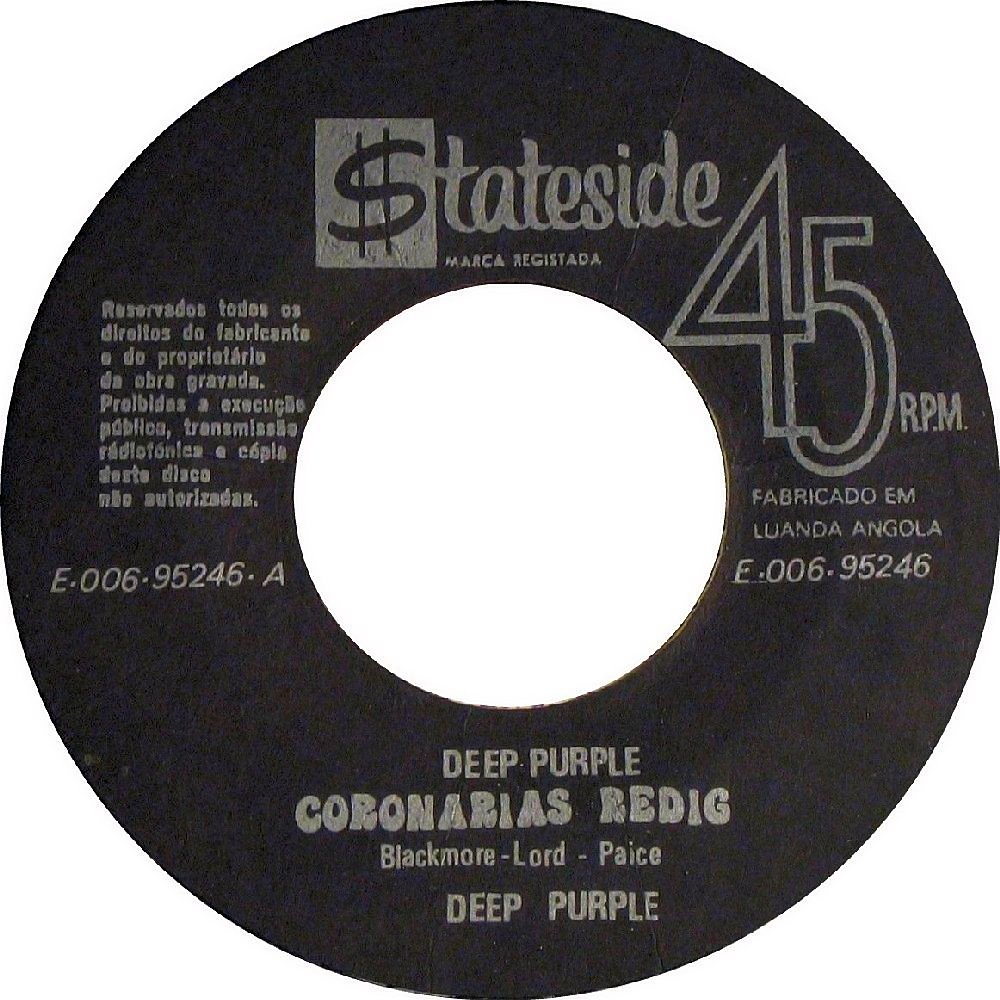 $tateside
MARCA REGISTADA
45
R.P.M.
Reservados todos os
direitos do fabricante
e do proprietário
da obra gravada.
Proibidas a execução
pública, transmissão
rádiofónica e cópia
deste disco
não autorizadas.
FABRICADO EM
LUANDA ANGOLA
E-006-95246-A
E-006-95246
DEEP PURPLE
CORONARIAS REDIG
Blackmore-Lord - Paice
DEEP PURPLE